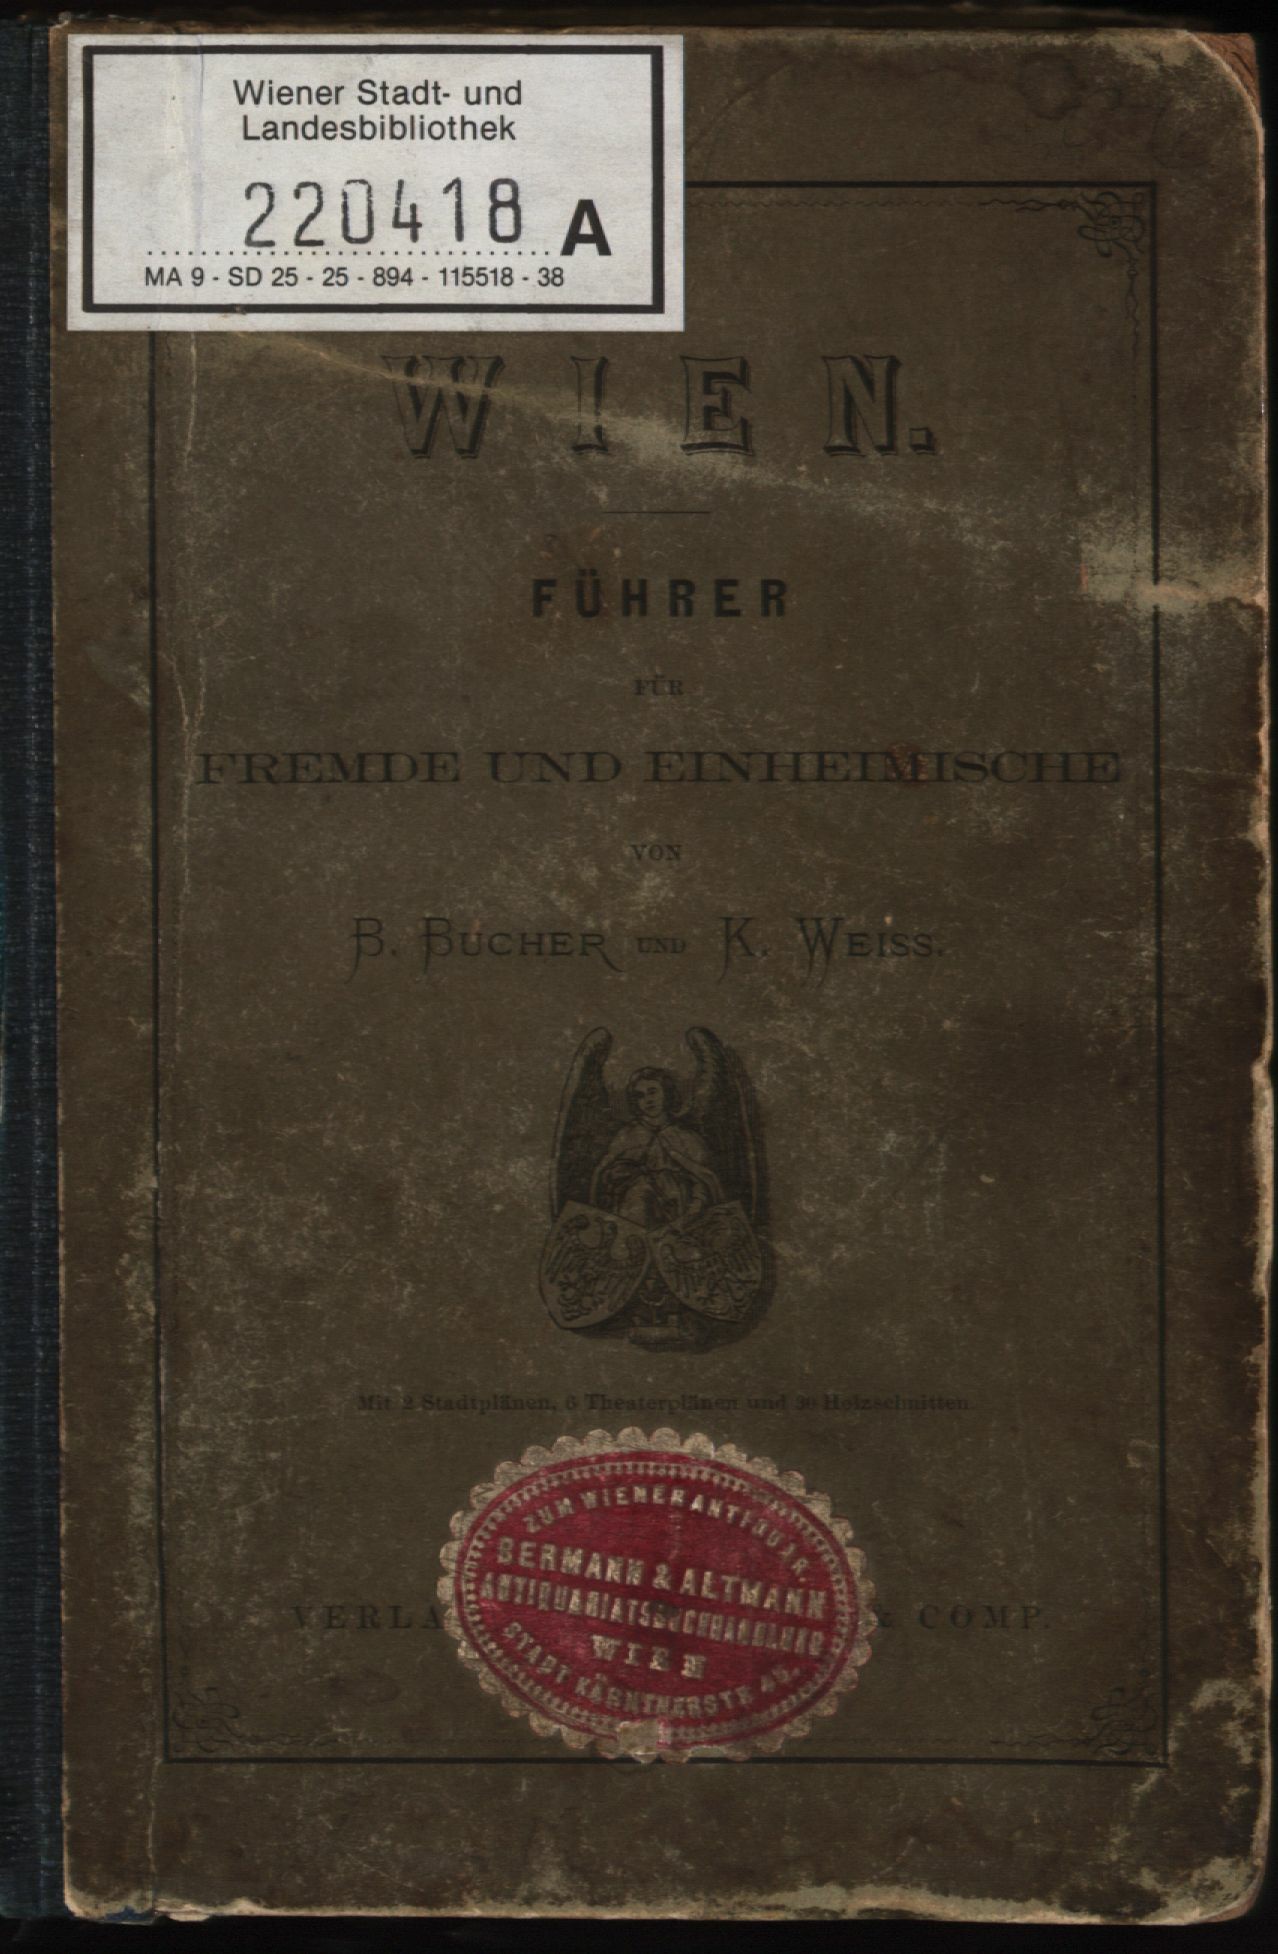 Wiener Stadt- und
Landesbibliothek
220418 A
MA 9 - SD 25 - 25 - 894 - 115518 - 38
WIEN.
FÜHRER
FÜR
FREMDE UND EINHEIMISCHE
VON
B. BUCHER UND K. WEISS.
Mit 2 Stadtplänen, 6 Theaterplänen und 30 Holzschnitten.
ZUM WIENER ANTIQUAR.
BERMANN & ALTMANN
ANTIQUARIATSBUCHHANDLUNG
WIEN
STADT KÄRNTNERSTR
& COMP.